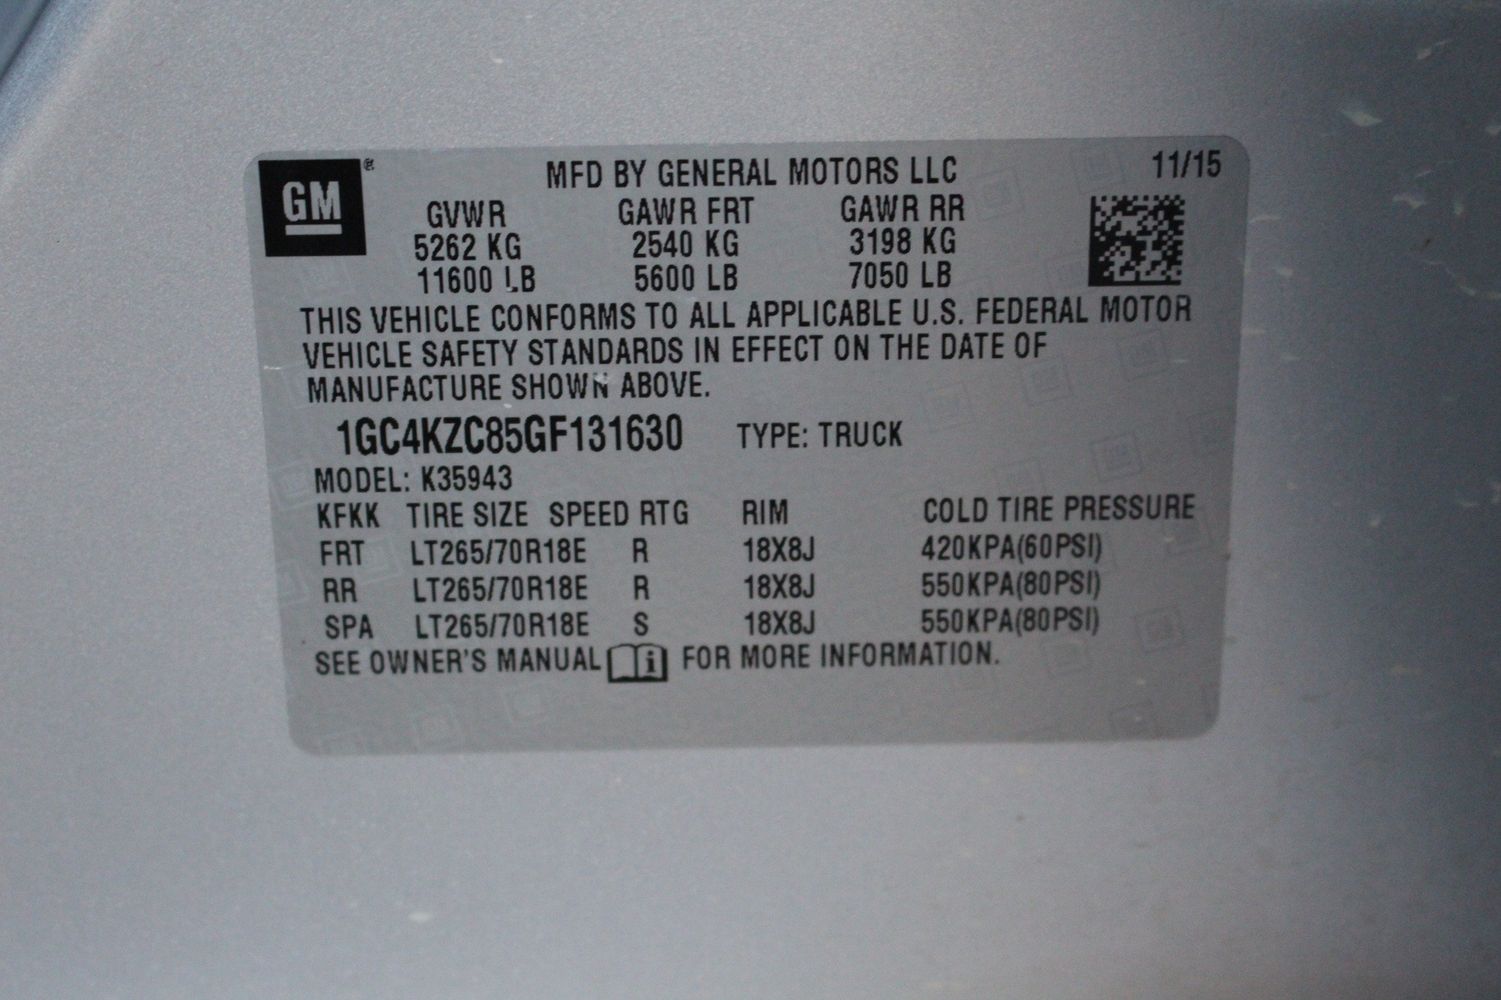 GM® MFD BY GENERAL MOTORS LLC 11/15
GVWR GAWR FRT GAWR RR
5262 KG 2540 KG 3198 KG
11600 LB 5600 LB 7050 LB
THIS VEHICLE CONFORMS TO ALL APPLICABLE U.S. FEDERAL MOTOR
VEHICLE SAFETY STANDARDS IN EFFECT ON THE DATE OF
MANUFACTURE SHOWN ABOVE.
1GC4KZC85GF131630 TYPE: TRUCK
MODEL: K35943
KFKK TIRE SIZE SPEED RTG RIM COLD TIRE PRESSURE
FRT LT265/70R18E R 18X8J 420KPA(60PSI)
RR LT265/70R18E R 18X8J 550KPA(80PSI)
SPA LT265/70R18E S 18X8J 550KPA(80PSI)
SEE OWNER'S MANUAL i FOR MORE INFORMATION.